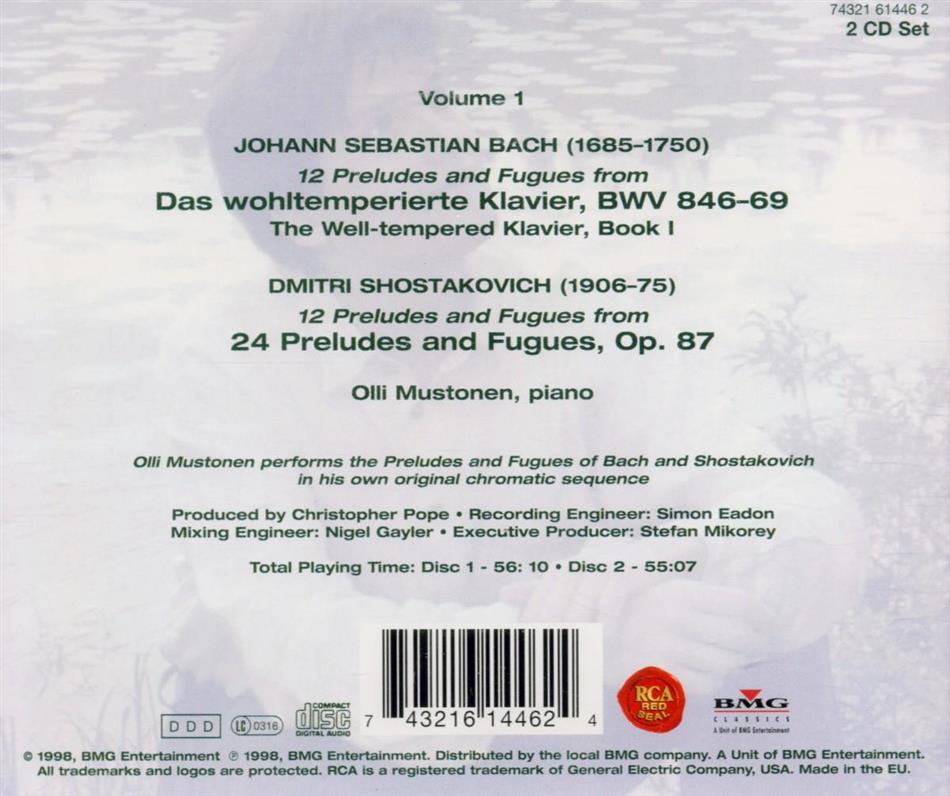 74321 61446 2
2 CD Set
Volume 1
JOHANN SEBASTIAN BACH (1685–1750)
12 Preludes and Fugues from
Das wohltemperierte Klavier, BWV 846–69
The Well-tempered Klavier, Book I
DMITRI SHOSTAKOVICH (1906–75)
12 Preludes and Fugues from
24 Preludes and Fugues, Op. 87
Olli Mustonen, piano
Olli Mustonen performs the Preludes and Fugues of Bach and Shostakovich
in his own original chromatic sequence
Produced by Christopher Pope • Recording Engineer: Simon Eadon
Mixing Engineer: Nigel Gayler • Executive Producer: Stefan Mikorey
Total Playing Time: Disc 1 - 56: 10 • Disc 2 - 55:07
DDD
LC 0316
COMPACT
disc
DIGITAL AUDIO
7 43216 14462 4
RCA
RED
SEAL
BMG
CLASSICS
A Unit of BMG Entertainment
© 1998, BMG Entertainment ℗ 1998, BMG Entertainment. Distributed by the local BMG company. A Unit of BMG Entertainment.
All trademarks and logos are protected. RCA is a registered trademark of General Electric Company, USA. Made in the EU.